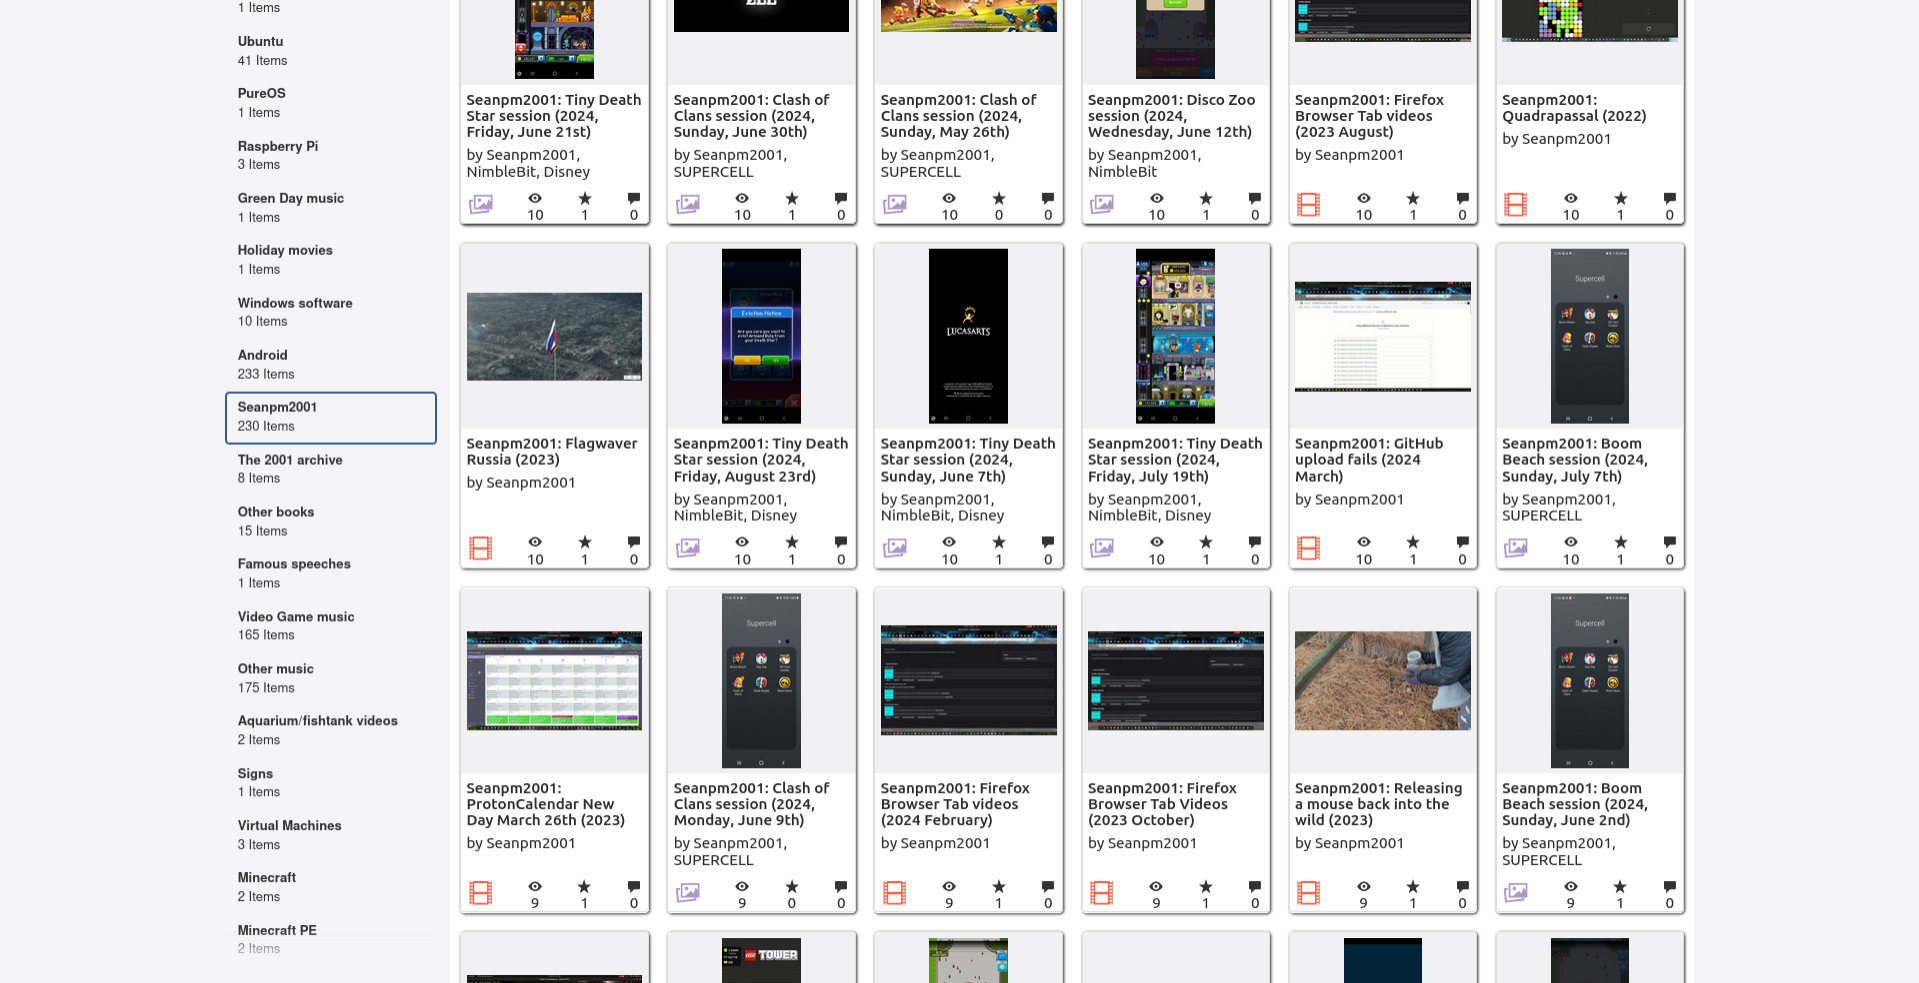 1 Items
Ubuntu
41 Items
PureOS
1 Items
Raspberry Pi
3 Items
Green Day music
1 Items
Holiday movies
1 Items
Windows software
10 Items
Android
233 Items
Seanpm2001
230 Items
The 2001 archive
8 Items
Other books
15 Items
Famous speeches
1 Items
Video Game music
165 Items
Other music
175 Items
Aquarium/fishtank videos
2 Items
Signs
1 Items
Virtual Machines
3 Items
Minecraft
2 Items
Minecraft PE
2 Items
Seanpm2001: Tiny Death
Star session (2024,
Friday, June 21st)
by Seanpm2001,
NimbleBit, Disney
10 1 0
Seanpm2001: Clash of
Clans session (2024,
Sunday, June 30th)
by Seanpm2001,
SUPERCELL
10 1 0
Seanpm2001: Clash of
Clans session (2024,
Sunday, May 26th)
by Seanpm2001,
SUPERCELL
10 0 0
Seanpm2001: Disco Zoo
session (2024,
Wednesday, June 12th)
by Seanpm2001,
NimbleBit
10 1 0
Seanpm2001: Firefox
Browser Tab videos
(2023 August)
by Seanpm2001
10 1 0
Seanpm2001:
Quadrapassal (2022)
by Seanpm2001
10 1 0
Seanpm2001: Flagwaver
Russia (2023)
by Seanpm2001
10 1 0
Eviction Notice
Are you sure you want to
your Death Star?
Seanpm2001: Tiny Death
Star session (2024,
Friday, August 23rd)
by Seanpm2001,
NimbleBit, Disney
10 1 0
LUCASARTS
Seanpm2001: Tiny Death
Star session (2024,
Sunday, June 7th)
by Seanpm2001,
NimbleBit, Disney
10 1 0
Seanpm2001: Tiny Death
Star session (2024,
Friday, July 19th)
by Seanpm2001,
NimbleBit, Disney
10 1 0
Seanpm2001: GitHub
upload fails (2024
March)
by Seanpm2001
10 1 0
Supercell
Seanpm2001: Boom
Beach session (2024,
Sunday, July 7th)
by Seanpm2001,
SUPERCELL
10 1 0
Seanpm2001:
ProtonCalendar New
Day March 26th (2023)
by Seanpm2001
9 1 0
Supercell
Seanpm2001: Clash of
Clans session (2024,
Monday, June 9th)
by Seanpm2001,
SUPERCELL
9 0 0
Seanpm2001: Firefox
Browser Tab videos
(2024 February)
by Seanpm2001
9 1 0
Seanpm2001: Firefox
Browser Tab Videos
(2023 October)
by Seanpm2001
9 1 0
Seanpm2001: Releasing
a mouse back into the
wild (2023)
by Seanpm2001
9 1 0
Supercell
Seanpm2001: Boom
Beach session (2024,
Sunday, June 2nd)
by Seanpm2001,
SUPERCELL
9 1 0
LEGO TOWER